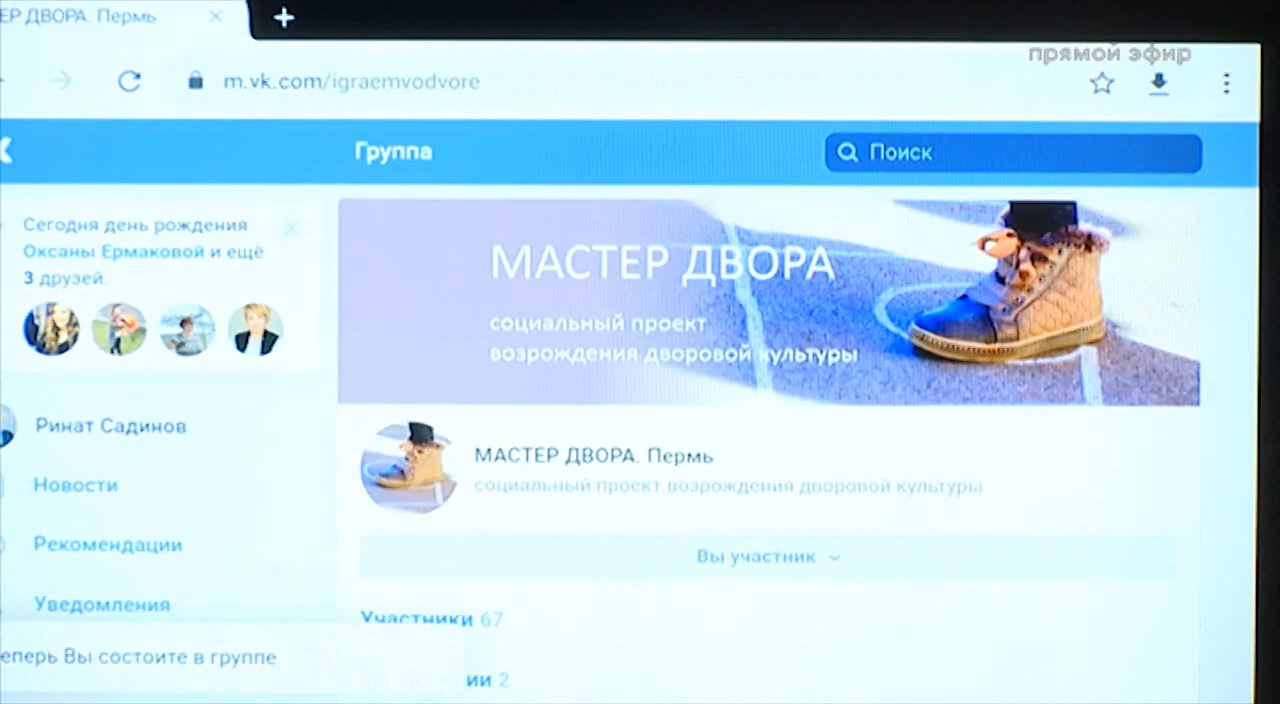 ЕР ДВОРА. Пермь
прямой эфир
m.vk.com/igraemvodvore
Группа
Поиск
Сегодня день рождения
Оксаны Ермаковой и ещё
3 друзей.
МАСТЕР ДВОРА
социальный проект
возрождения дворовой культуры
Ринат Садинов
Новости
Рекомендации
Уведомления
МАСТЕР ДВОРА. Пермь
социальный проект возрождения дворовой культуры
Вы участник
Участники 67
еперь Вы состоите в группе
ии 2